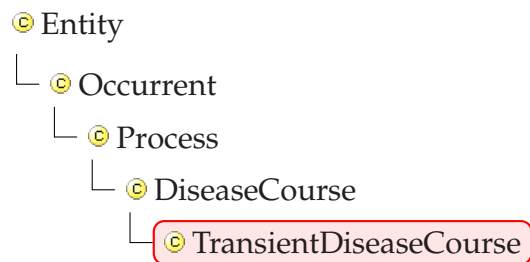 Entity
Occurrent
Process
DiseaseCourse
TransientDiseaseCourse